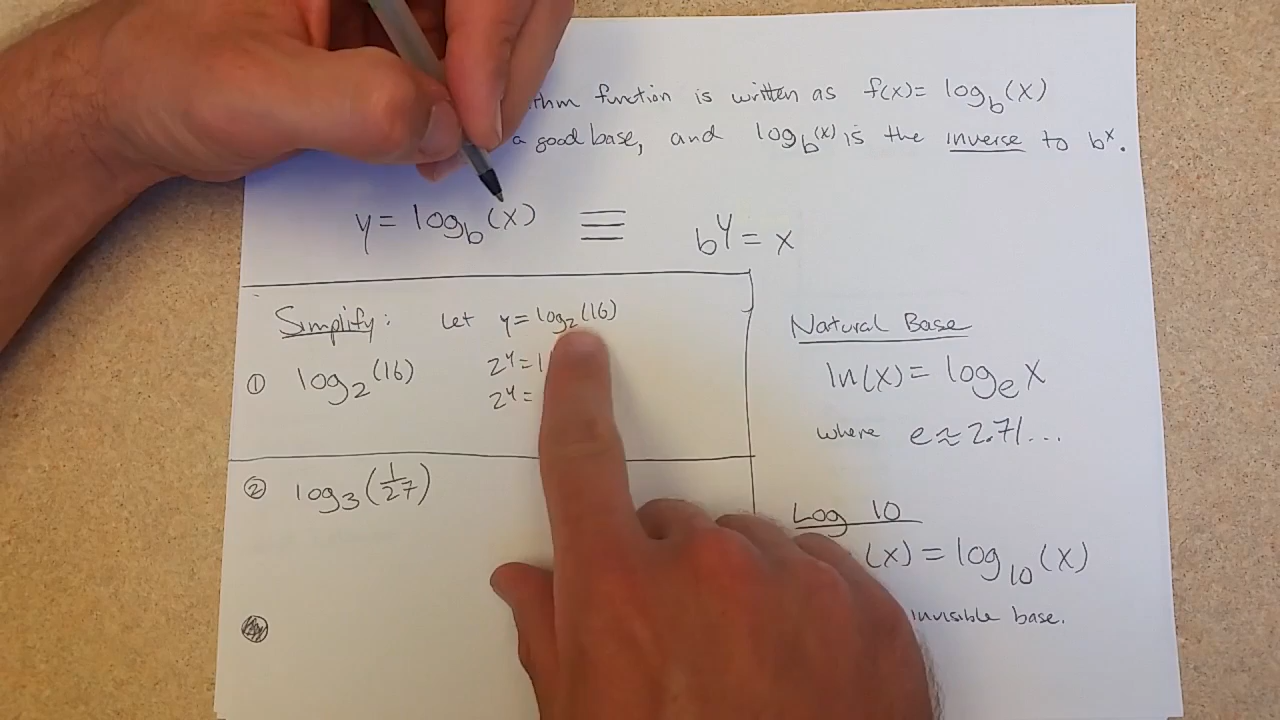 function is written as f(x) = log_b(x)
a good base, and log_b(x) is the inverse to b^x.
y = log_b(x) ≡ b^y = x
Simplify: Let y = log_2(16)
① log_2(16)
2^y = 1
2^y =
② log_3(1/27)
Natural Base
ln(x) = log_e x
where e ≈ 2.71...
Log 10
(x) = log_10(x)
invisible base.